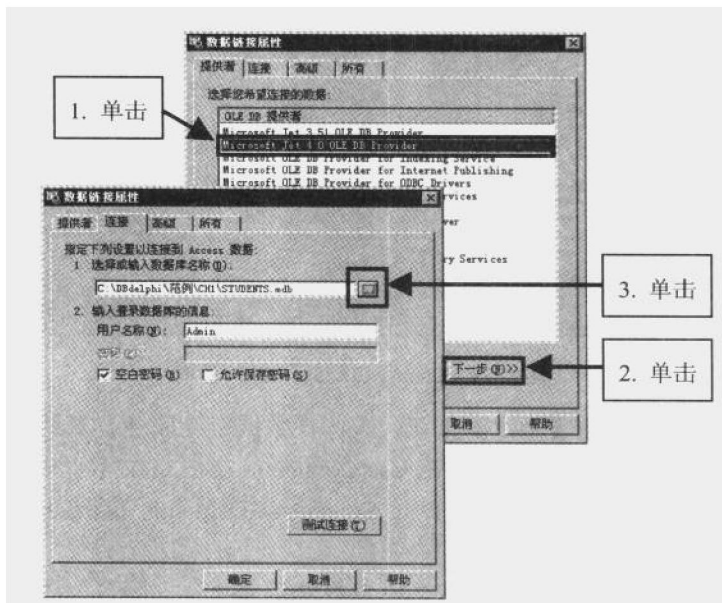 数据链接属性
提供者 连接 高级 所有
选择您希望连接的数据:
OLE DB 提供者
Microsoft Jet 3.51 OLE DB Provider
Microsoft Jet 4.0 OLE DB Provider
Microsoft OLE DB Provider for Indexing Service
Microsoft OLE DB Provider for Internet Publishing
Microsoft OLE DB Provider for ODBC Drivers
rvices
ver
ry Services
下一步(N)>>
取消 帮助
1. 单击
数据链接属性
提供者 连接 高级 所有
指定下列设置以连接到 Access 数据:
1. 选择或输入数据库名称(D):
C:\DBdelphi\范例\CH1\STUDENTS.mdb
2. 输入登录数据库的信息:
用户名称(N): Admin
空白密码(B) 允许保存密码(S)
测试连接(T)
确定 取消 帮助
3. 单击
2. 单击